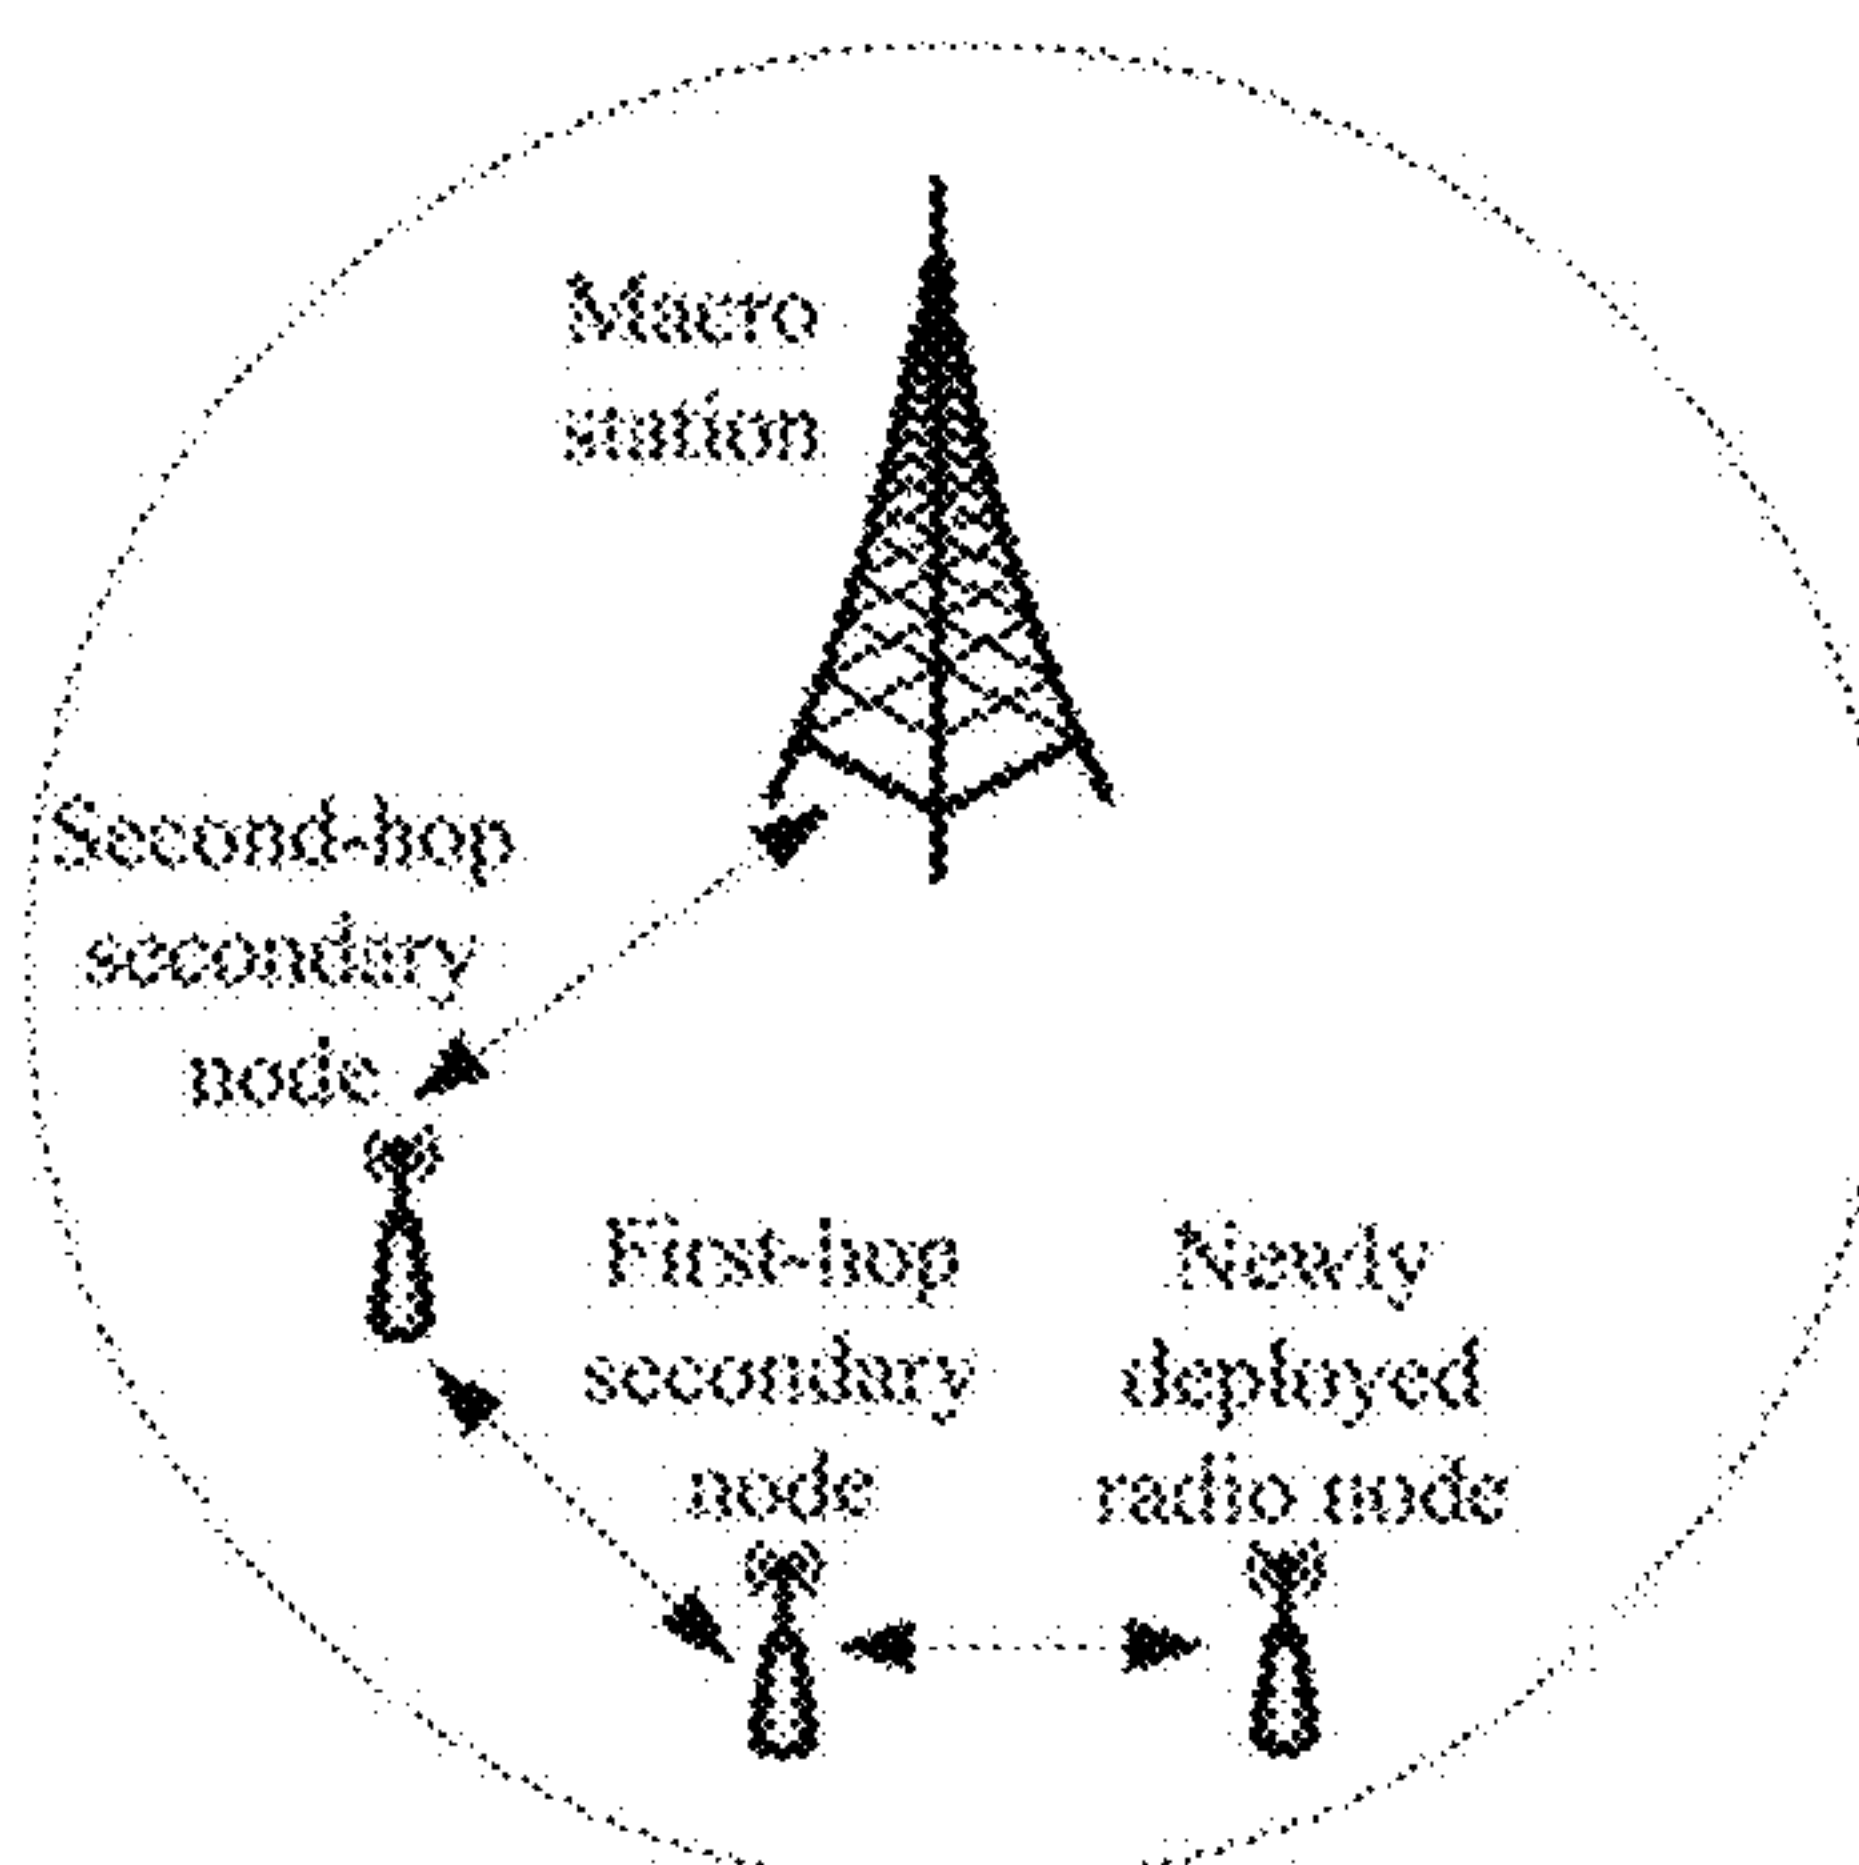 Macro
station
Second-hop
secondary
node
First-hop
secondary
node
Newly
deployed
radio node